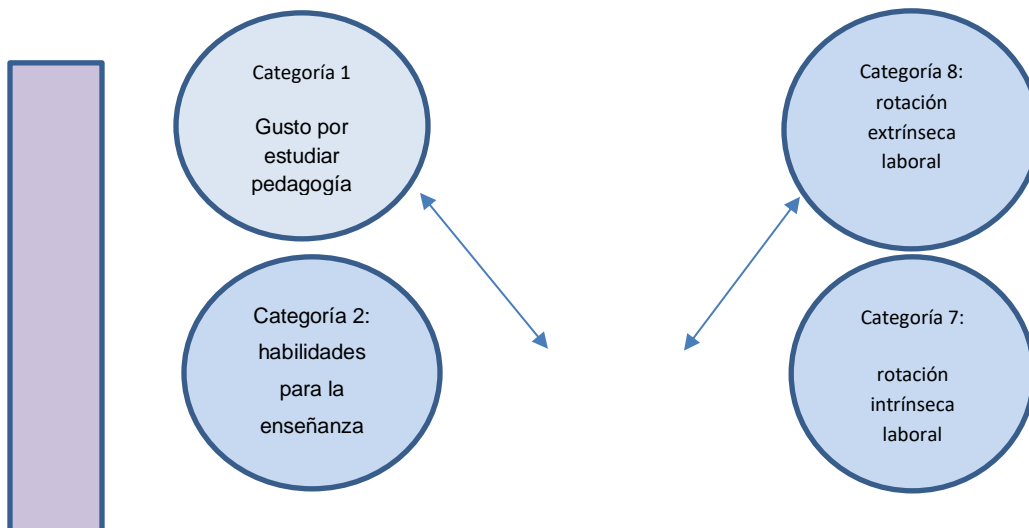 Categoría 1
Gusto por
estudiar
pedagogía
Categoría 8:
rotación
extrínseca
laboral
Categoría 2:
habilidades
para la
enseñanza
Categoría 7:
rotación
intrínseca
laboral